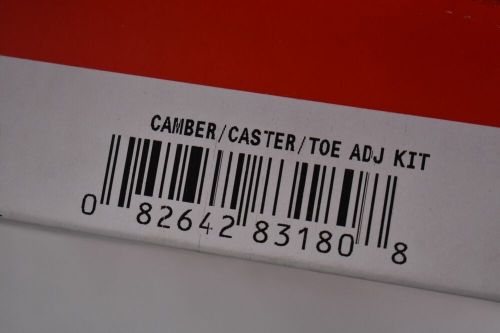 CAMBER/CASTER/TOE ADJ KIT
0 82642 83180 8